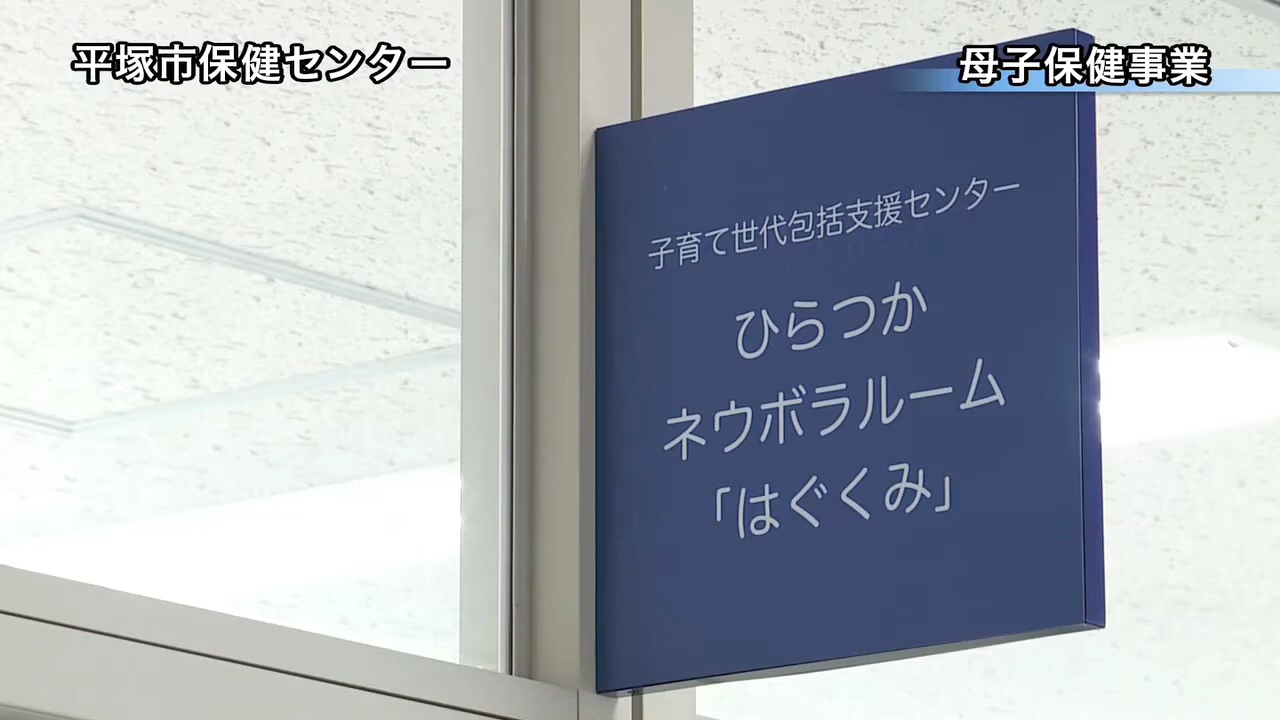 平塚市保健センター
母子保健事業
子育て世代包括支援センター
ひらつか
ネウボラルーム
「はぐくみ」